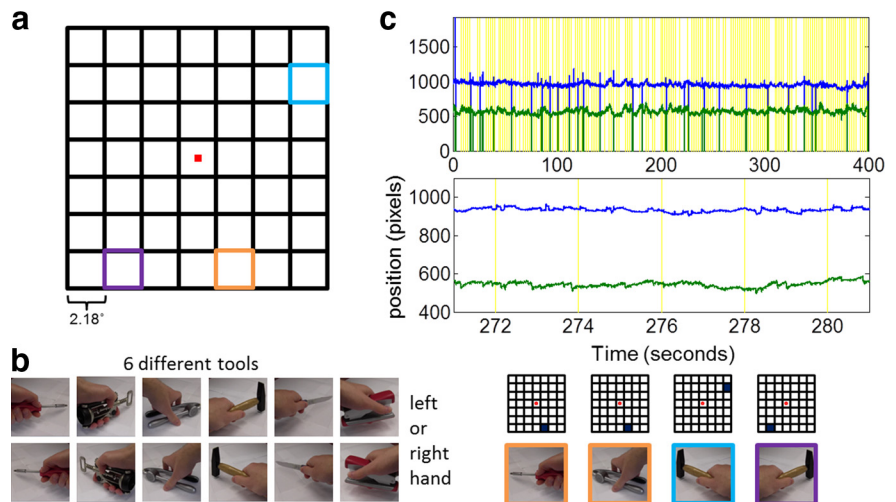 a
2.18°
b
6 different tools
left
or
right
hand
c
1500
1000
500
0
0 100 200 300 400
1000
800
600
400
272 274 276 278 280
position (pixels)
Time (seconds)